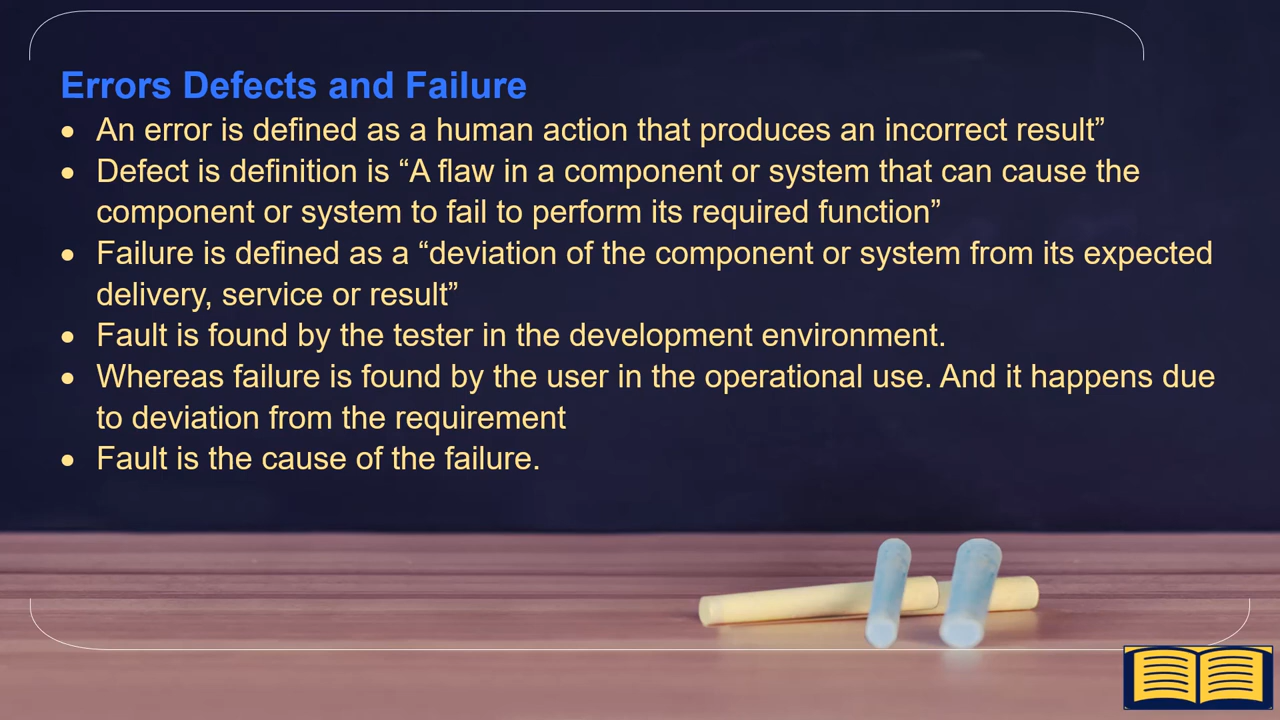 Errors Defects and Failure
• An error is defined as a human action that produces an incorrect result”
• Defect is definition is “A flaw in a component or system that can cause the
component or system to fail to perform its required function”
• Failure is defined as a “deviation of the component or system from its expected
delivery, service or result”
• Fault is found by the tester in the development environment.
• Whereas failure is found by the user in the operational use. And it happens due
to deviation from the requirement
• Fault is the cause of the failure.